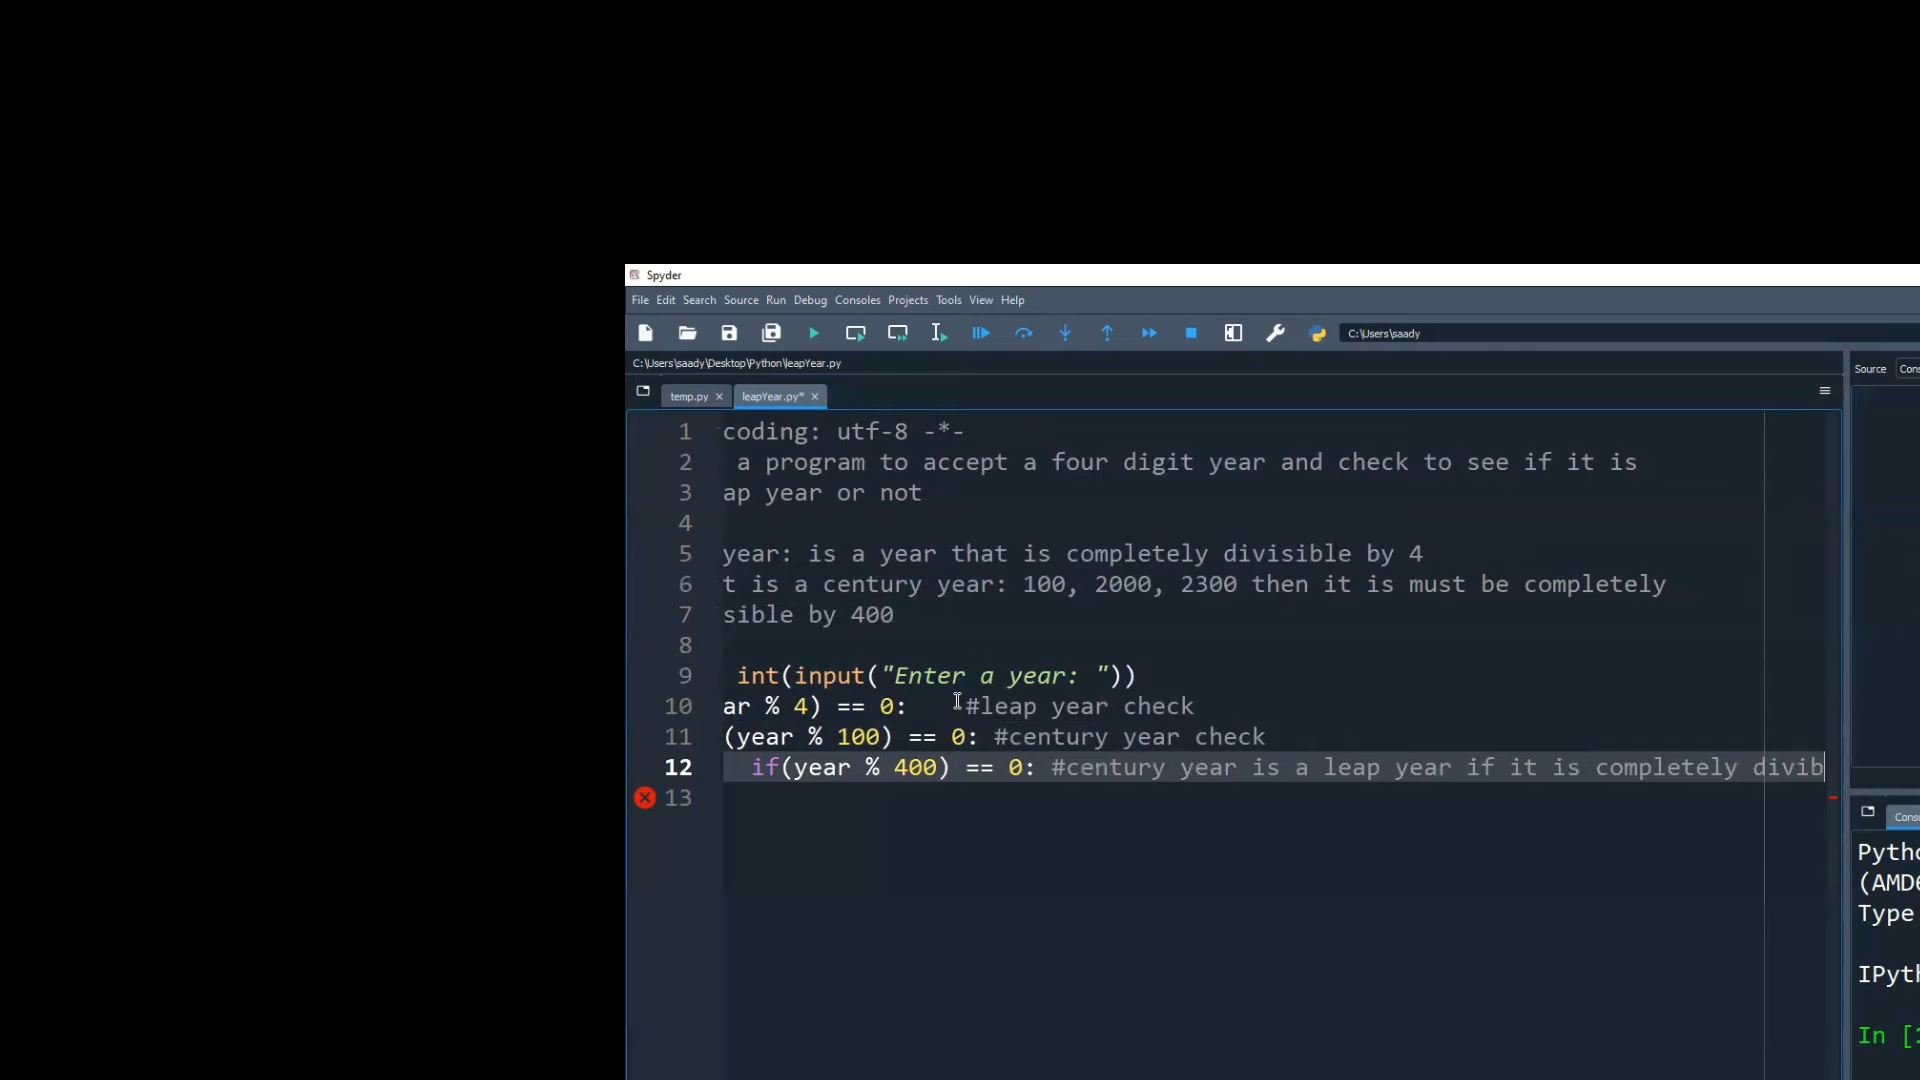 Spyder
File Edit Search Source Run Debug Consoles Projects Tools View Help
C:\Users\saady
C:\Users\saady\Desktop\Python\leapYear.py
temp.py leapYear.py*
Source
1 coding: utf-8 -*-
2 a program to accept a four digit year and check to see if it is
3 ap year or not
4
5 year: is a year that is completely divisible by 4
6 t is a century year: 100, 2000, 2300 then it is must be completely
7 sible by 400
8
9 int(input("Enter a year: "))
10 ar % 4) == 0: #leap year check
11 (year % 100) == 0: #century year check
12 if(year % 400) == 0: #century year is a leap year if it is completely divib
13
Pytho
(AMD
Type
IPyth
In [